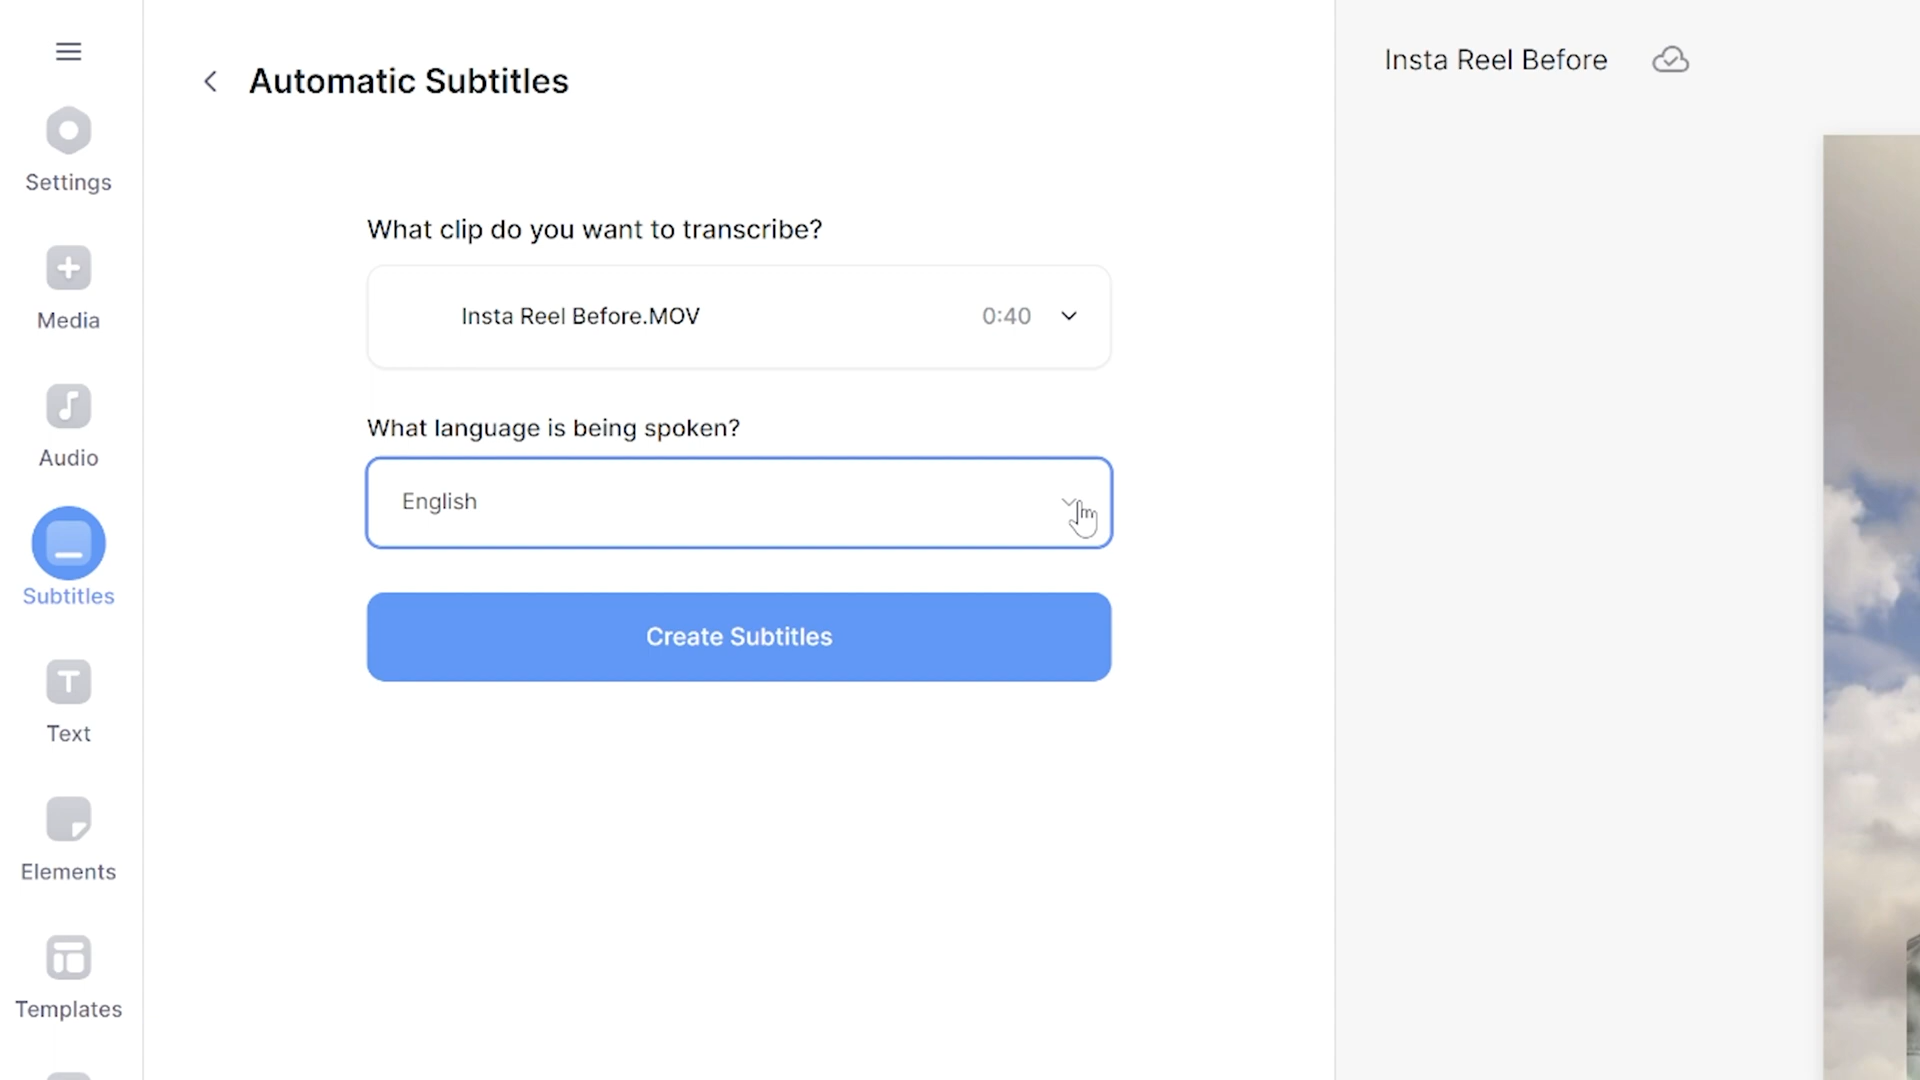 Settings
Media
Audio
Subtitles
Text
Elements
Templates
Automatic Subtitles
What clip do you want to transcribe?
Insta Reel Before.MOV 0:40
What language is being spoken?
English
Create Subtitles
Insta Reel Before